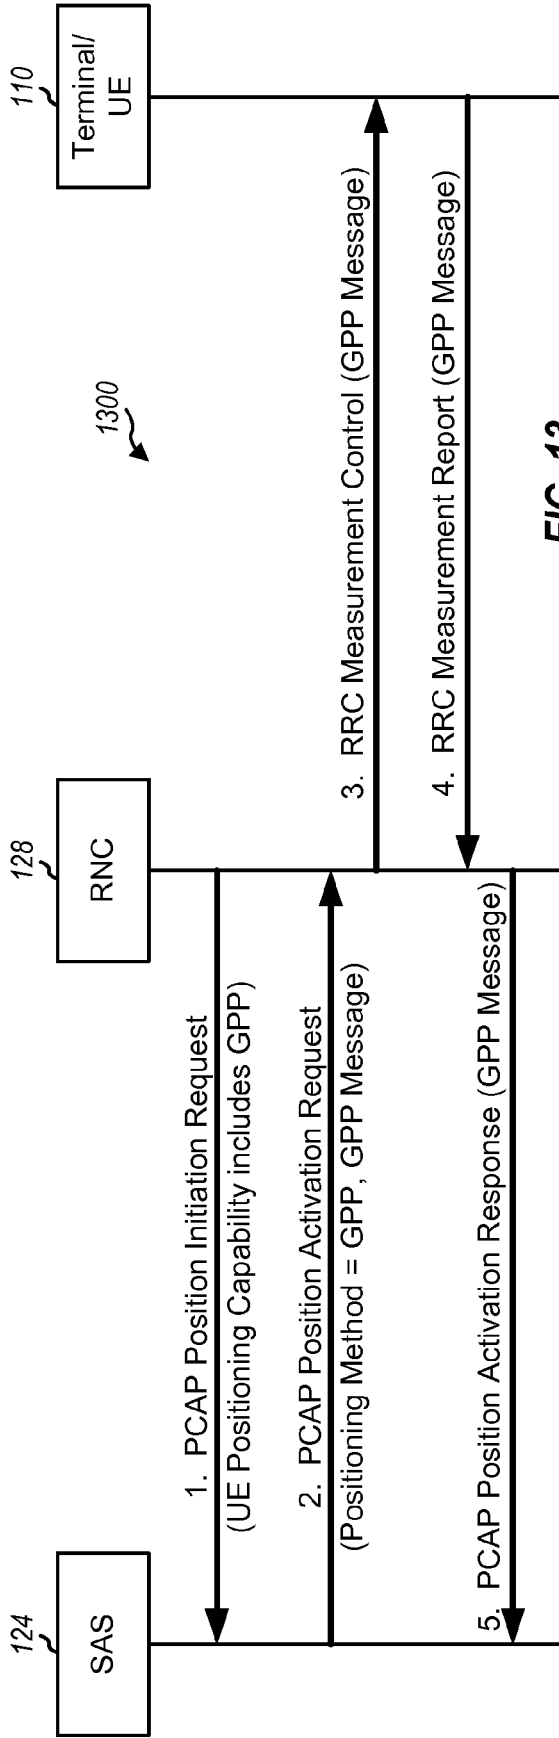 124
SAS
128
RNC
110
Terminal/
UE
1300
1. PCAP Position Initiation Request
(UE Positioning Capability includes GPP)
2. PCAP Position Activation Request
(Positioning Method = GPP, GPP Message)
3. RRC Measurement Control (GPP Message)
4. RRC Measurement Report (GPP Message)
5. PCAP Position Activation Response (GPP Message)
FIG. 13